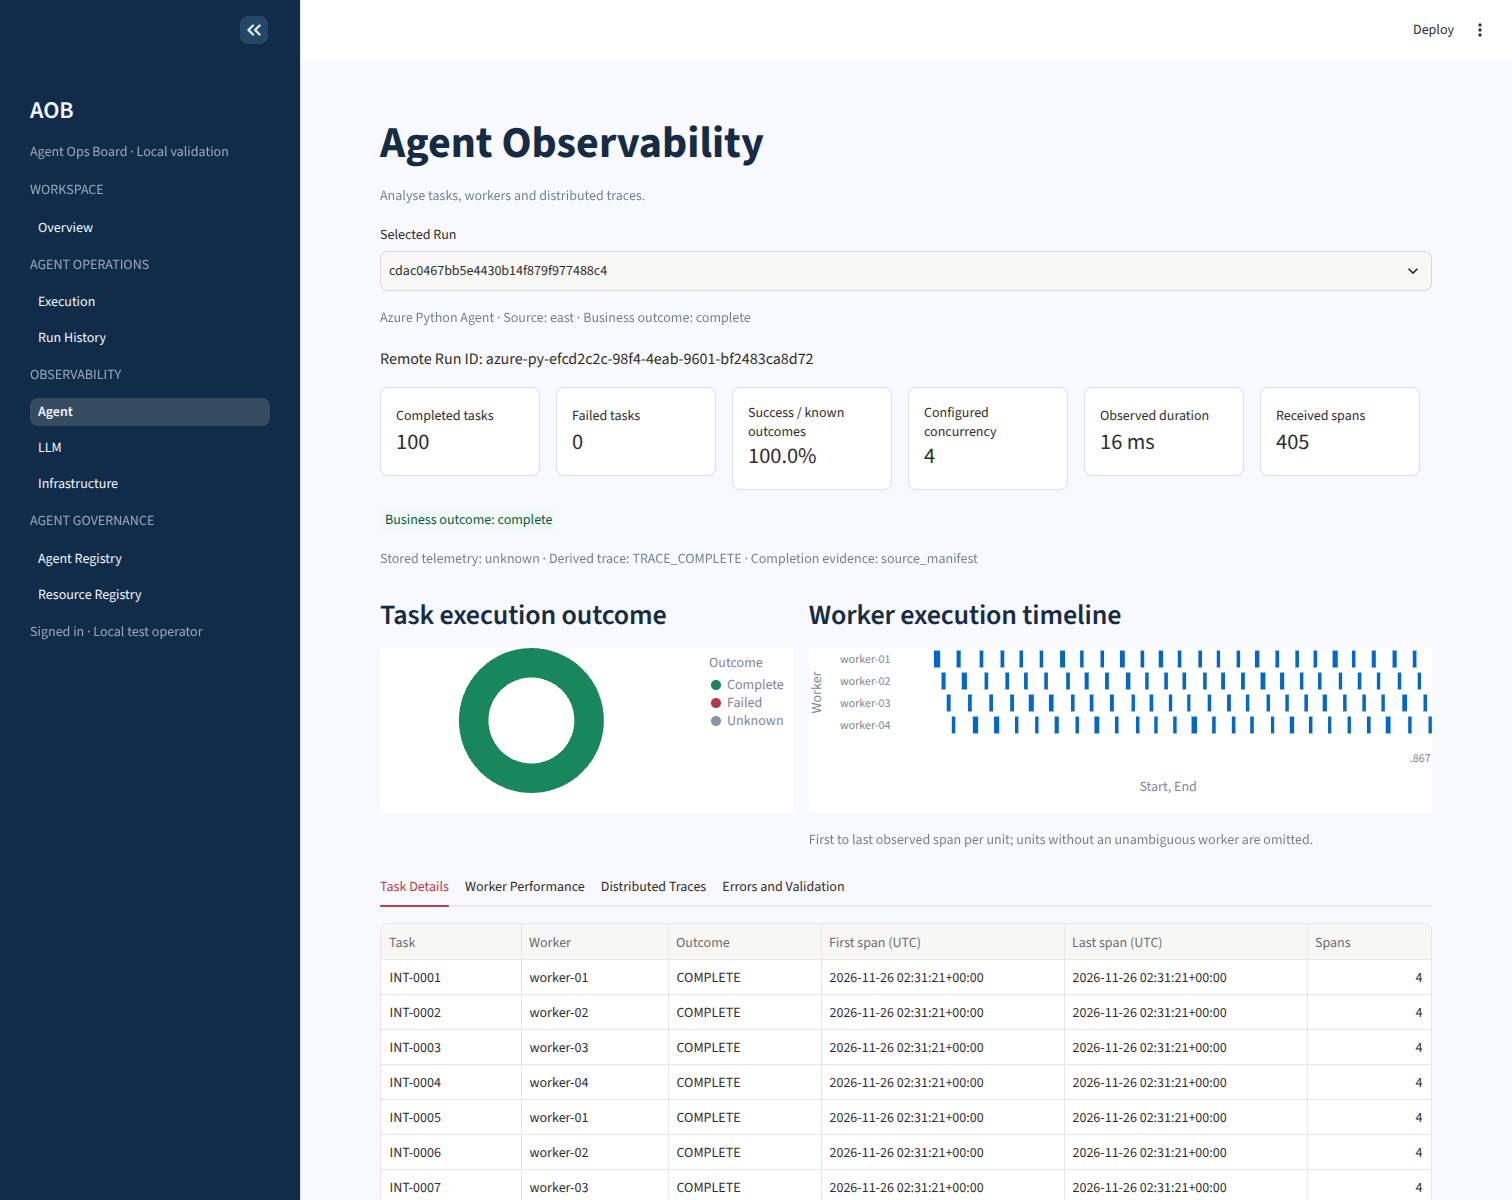 Deploy
AOB
Agent Ops Board · Local validation
WORKSPACE
Overview
AGENT OPERATIONS
Execution
Run History
OBSERVABILITY
Agent
LLM
Infrastructure
AGENT GOVERNANCE
Agent Registry
Resource Registry
Signed in · Local test operator
Agent Observability
Analyse tasks, workers and distributed traces.
Selected Run
cdac0467bb5e4430b14f879f977488c4
Azure Python Agent · Source: east · Business outcome: complete
Remote Run ID: azure-py-efcd2c2c-98f4-4eab-9601-bf2483ca8d72
Completed tasks
100
Failed tasks
0
Success / known
outcomes
100.0%
Configured
concurrency
4
Observed duration
16 ms
Received spans
405
Business outcome: complete
Stored telemetry: unknown · Derived trace: TRACE_COMPLETE · Completion evidence: source_manifest
Task execution outcome
Outcome
Complete
Failed
Unknown
Worker execution timeline
Worker
worker-01
worker-02
worker-03
worker-04
.867
Start, End
First to last observed span per unit; units without an unambiguous worker are omitted.
Task Details Worker Performance Distributed Traces Errors and Validation
Task Worker Outcome First span (UTC) Last span (UTC) Spans
INT-0001 worker-01 COMPLETE 2026-11-26 02:31:21+00:00 2026-11-26 02:31:21+00:00 4
INT-0002 worker-02 COMPLETE 2026-11-26 02:31:21+00:00 2026-11-26 02:31:21+00:00 4
INT-0003 worker-03 COMPLETE 2026-11-26 02:31:21+00:00 2026-11-26 02:31:21+00:00 4
INT-0004 worker-04 COMPLETE 2026-11-26 02:31:21+00:00 2026-11-26 02:31:21+00:00 4
INT-0005 worker-01 COMPLETE 2026-11-26 02:31:21+00:00 2026-11-26 02:31:21+00:00 4
INT-0006 worker-02 COMPLETE 2026-11-26 02:31:21+00:00 2026-11-26 02:31:21+00:00 4
INT-0007 worker-03 COMPLETE 2026-11-26 02:31:21+00:00 2026-11-26 02:31:21+00:00 4